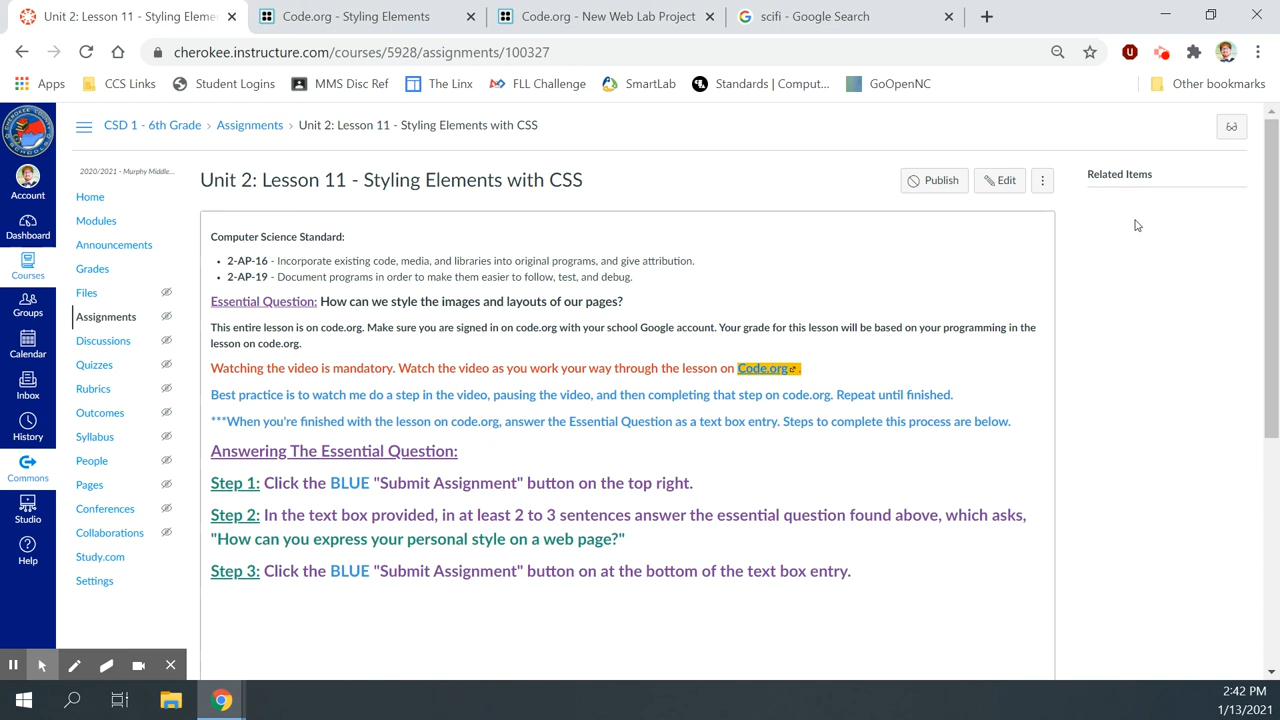 Unit 2: Lesson 11 - Styling Eleme
Code.org - Styling Elements
Code.org - New Web Lab Project
scifi - Google Search
cherokee.instructure.com/courses/5928/assignments/100327
Apps
CCS Links
Student Logins
MMS Disc Ref
The Linx
FLL Challenge
SmartLab
Standards | Comput...
GoOpenNC
Other bookmarks
CSD 1 - 6th Grade › Assignments › Unit 2: Lesson 11 - Styling Elements with CSS
Account
Dashboard
Courses
Groups
Calendar
Inbox
History
Commons
Studio
Help
2020/2021 - Murphy Middle...
Home
Modules
Announcements
Grades
Files
Assignments
Discussions
Quizzes
Rubrics
Outcomes
Syllabus
People
Pages
Conferences
Collaborations
Study.com
Settings
Unit 2: Lesson 11 - Styling Elements with CSS
Publish
Edit
Related Items
Computer Science Standard:
• 2-AP-16 - Incorporate existing code, media, and libraries into original programs, and give attribution.
• 2-AP-19 - Document programs in order to make them easier to follow, test, and debug.
Essential Question: How can we style the images and layouts of our pages?
This entire lesson is on code.org. Make sure you are signed in on code.org with your school Google account. Your grade for this lesson will be based on your programming in the
lesson on code.org.
Watching the video is mandatory. Watch the video as you work your way through the lesson on Code.org .
Best practice is to watch me do a step in the video, pausing the video, and then completing that step on code.org. Repeat until finished.
***When you're finished with the lesson on code.org, answer the Essential Question as a text box entry. Steps to complete this process are below.
Answering The Essential Question:
Step 1: Click the BLUE "Submit Assignment" button on the top right.
Step 2: In the text box provided, in at least 2 to 3 sentences answer the essential question found above, which asks,
"How can you express your personal style on a web page?"
Step 3: Click the BLUE "Submit Assignment" button on at the bottom of the text box entry.
2:42 PM
1/13/2021